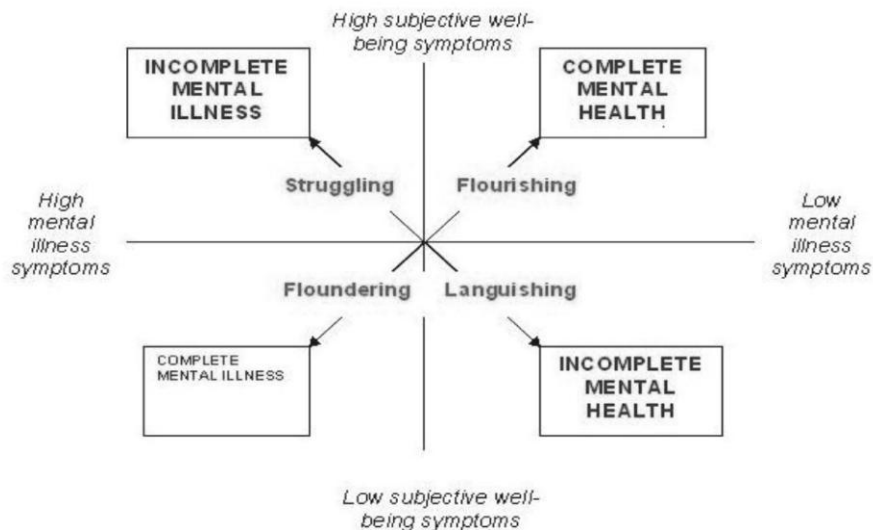 High subjective well-
being symptoms
INCOMPLETE
MENTAL
ILLNESS
COMPLETE
MENTAL
HEALTH
Struggling
Flourishing
High
mental
illness
symptoms
Low
mental
illness
symptoms
Floundering
Languishing
COMPLETE
MENTAL ILLNESS
INCOMPLETE
MENTAL
HEALTH
Low subjective well-
being symptoms